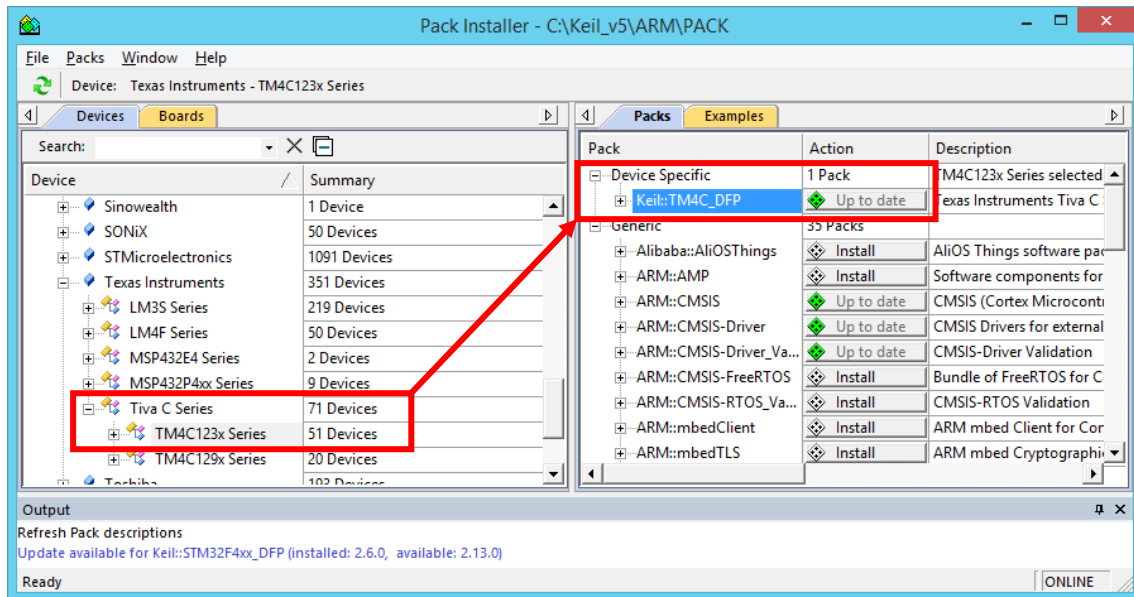 Pack Installer - C:\Keil_v5\ARM\PACK
File Packs Window Help
Device: Texas Instruments - TM4C123x Series
Devices Boards
Search:
Device Summary
Sinowealth 1 Device
SONiX 50 Devices
STMicroelectronics 1091 Devices
Texas Instruments 351 Devices
LM3S Series 219 Devices
LM4F Series 50 Devices
MSP432E4 Series 2 Devices
MSP432P4xx Series 9 Devices
Tiva C Series 71 Devices
TM4C123x Series 51 Devices
TM4C129x Series 20 Devices
Toshiba 193 Devices
Packs Examples
Pack Action Description
Device Specific 1 Pack TM4C123x Series selected
Keil::TM4C_DFP Up to date Texas Instruments Tiva C
Generic 35 Packs
Alibaba::AliOSThings Install AliOS Things software pac
ARM::AMP Install Software components for
ARM::CMSIS Up to date CMSIS (Cortex Microcont
ARM::CMSIS-Driver Up to date CMSIS Drivers for external
ARM::CMSIS-Driver_Va... Up to date CMSIS-Driver Validation
ARM::CMSIS-FreeRTOS Install Bundle of FreeRTOS for C
ARM::CMSIS-RTOS_Va... Install CMSIS-RTOS Validation
ARM::mbedClient Install ARM mbed Client for Cor
ARM::mbedTLS Install ARM mbed Cryptographi
Output
Refresh Pack descriptions
Update available for Keil::STM32F4xx_DFP (installed: 2.6.0, available: 2.13.0)
Ready ONLINE